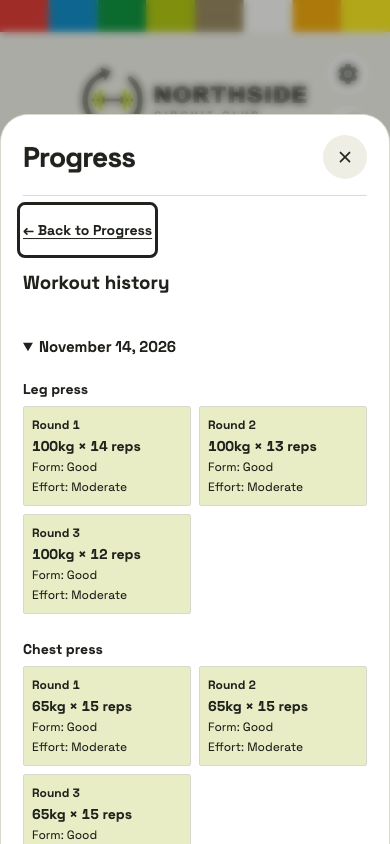 NORTHSIDE
Progress
← Back to Progress
Workout history
▼ November 14, 2026
Leg press
Round 1
100kg × 14 reps
Form: Good
Effort: Moderate
Round 2
100kg × 13 reps
Form: Good
Effort: Moderate
Round 3
100kg × 12 reps
Form: Good
Effort: Moderate
Chest press
Round 1
65kg × 15 reps
Form: Good
Effort: Moderate
Round 2
65kg × 15 reps
Form: Good
Effort: Moderate
Round 3
65kg × 15 reps
Form: Good